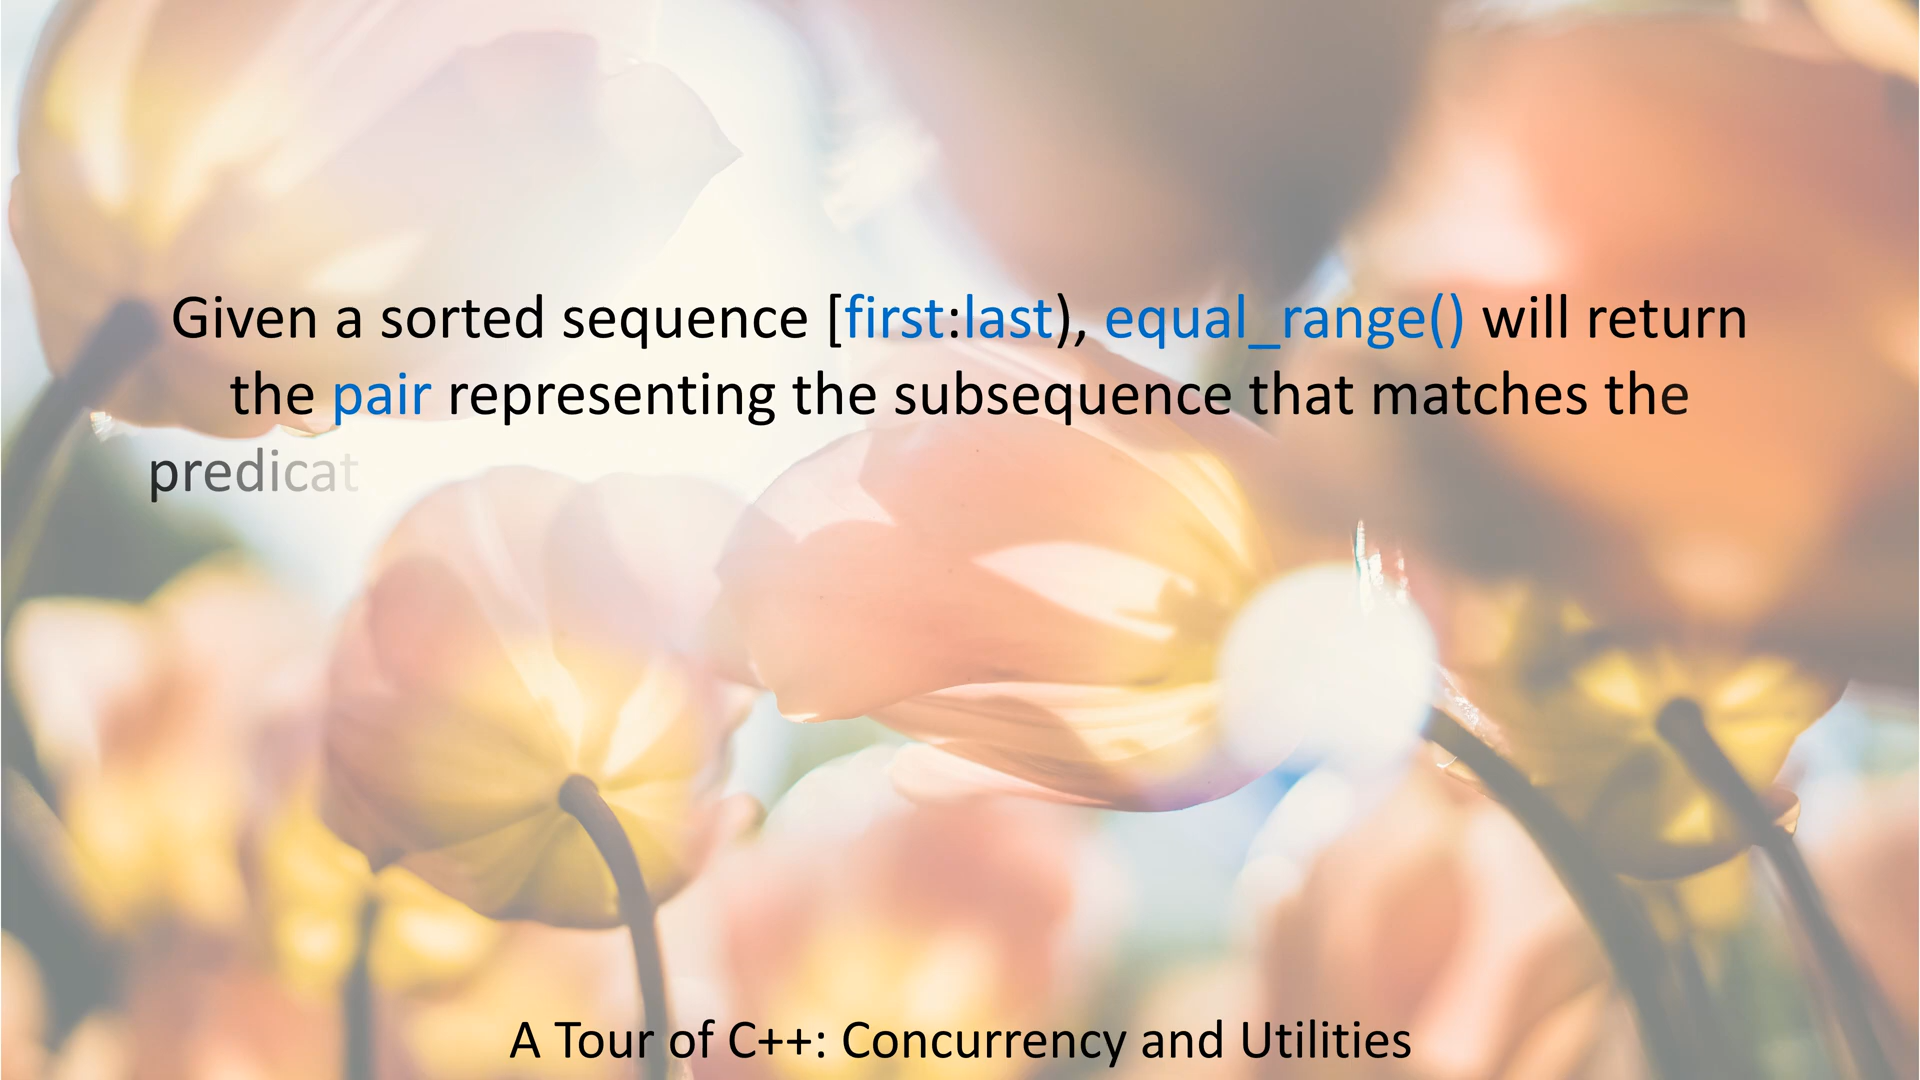 Given a sorted sequence [first:last), equal_range() will return
the pair representing the subsequence that matches the
predicat
A Tour of C++: Concurrency and Utilities